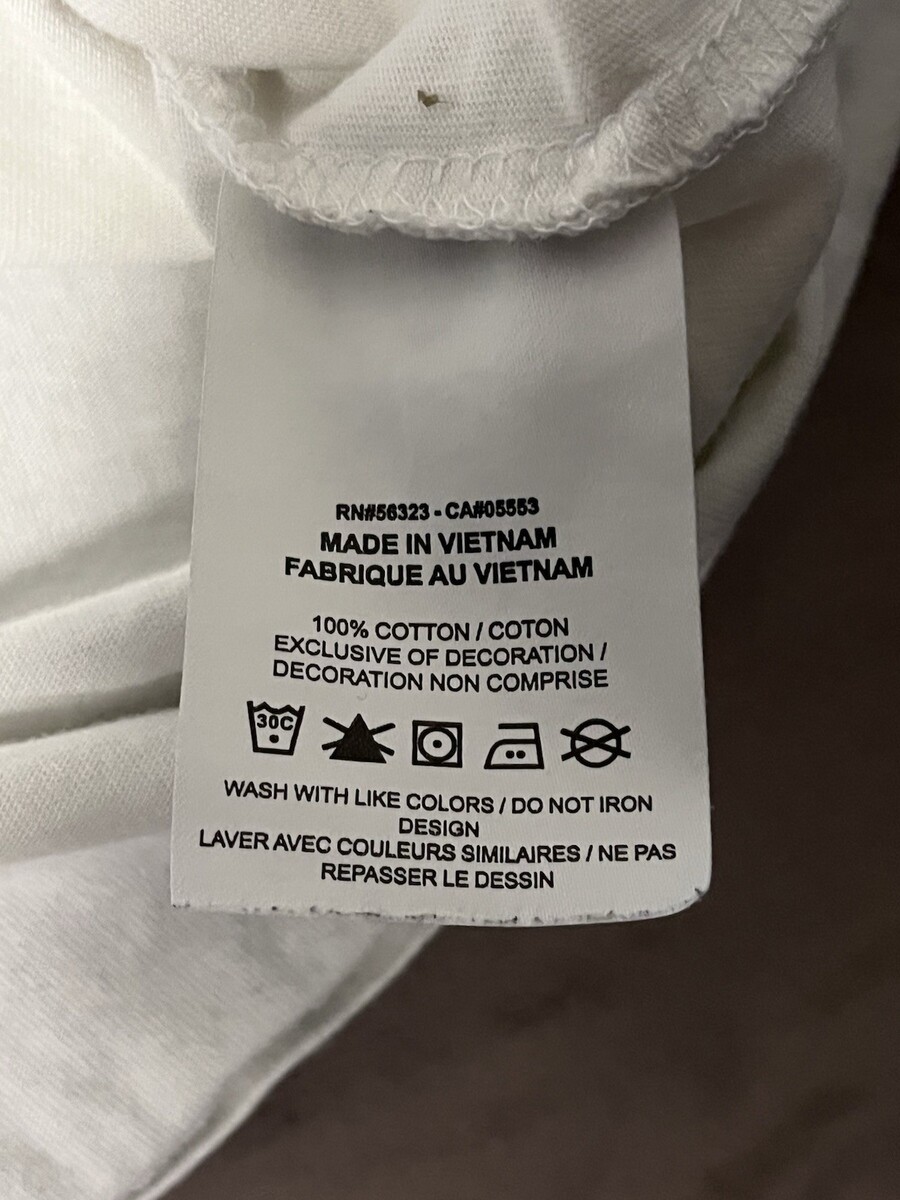 RN#56323 - CA#05553
MADE IN VIETNAM
FABRIQUE AU VIETNAM
100% COTTON / COTON
EXCLUSIVE OF DECORATION /
DECORATION NON COMPRISE
30C
WASH WITH LIKE COLORS / DO NOT IRON
DESIGN
LAVER AVEC COULEURS SIMILAIRES / NE PAS
REPASSER LE DESSIN